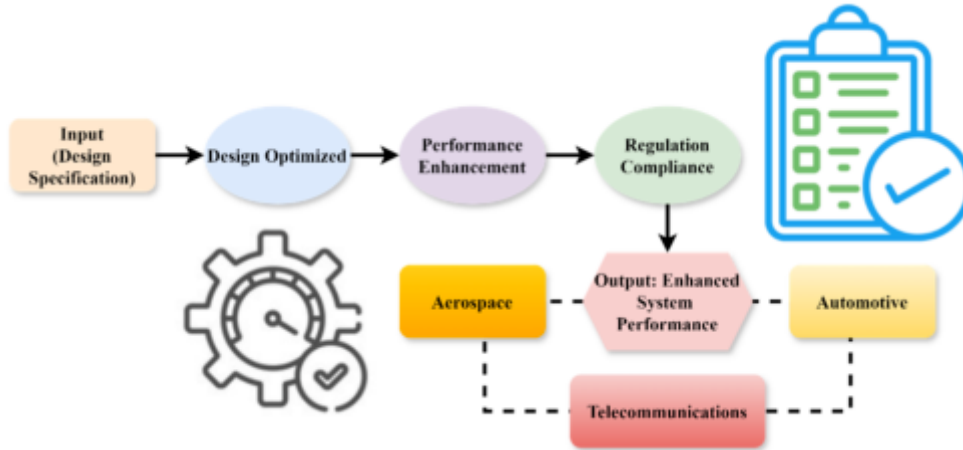 Input
(Design
Specification)
Design Optimized
Performance
Enhancement
Regulation
Compliance
Output: Enhanced
System
Performance
Aerospace
Automotive
Telecommunications